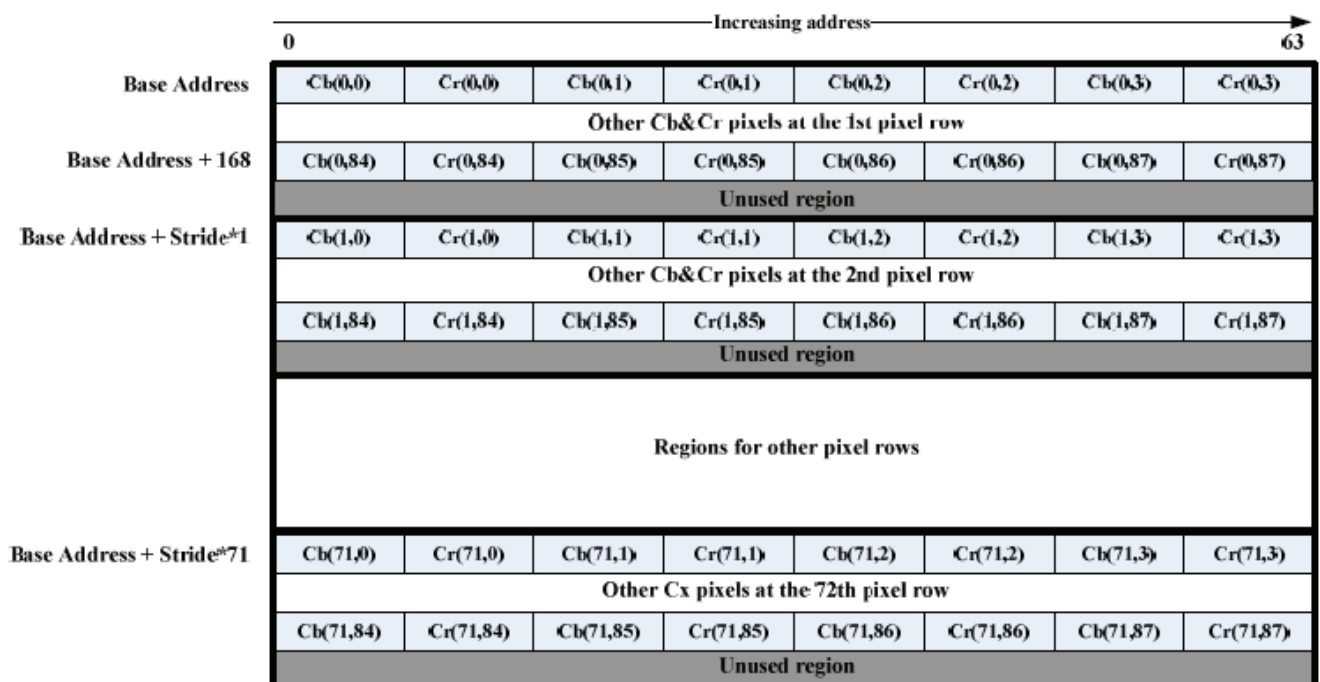 Increasing address
0 63
Base Address Cb(0,0) Cr(0,0) Cb(0,1) Cr(0,1) Cb(0,2) Cr(0,2) Cb(0,3) Cr(0,3)
Other Cb&Cr pixels at the 1st pixel row
Base Address + 168 Cb(0,84) Cr(0,84) Cb(0,85) Cr(0,85) Cb(0,86) Cr(0,86) Cb(0,87) Cr(0,87)
Unused region
Base Address + Stride*1 Cb(1,0) Cr(1,0) Cb(1,1) Cr(1,1) Cb(1,2) Cr(1,2) Cb(1,3) Cr(1,3)
Other Cb&Cr pixels at the 2nd pixel row
Cb(1,84) Cr(1,84) Cb(1,85) Cr(1,85) Cb(1,86) Cr(1,86) Cb(1,87) Cr(1,87)
Unused region
Regions for other pixel rows
Base Address + Stride*71 Cb(71,0) Cr(71,0) Cb(71,1) Cr(71,1) Cb(71,2) Cr(71,2) Cb(71,3) Cr(71,3)
Other Cx pixels at the 72th pixel row
Cb(71,84) Cr(71,84) Cb(71,85) Cr(71,85) Cb(71,86) Cr(71,86) Cb(71,87) Cr(71,87)
Unused region